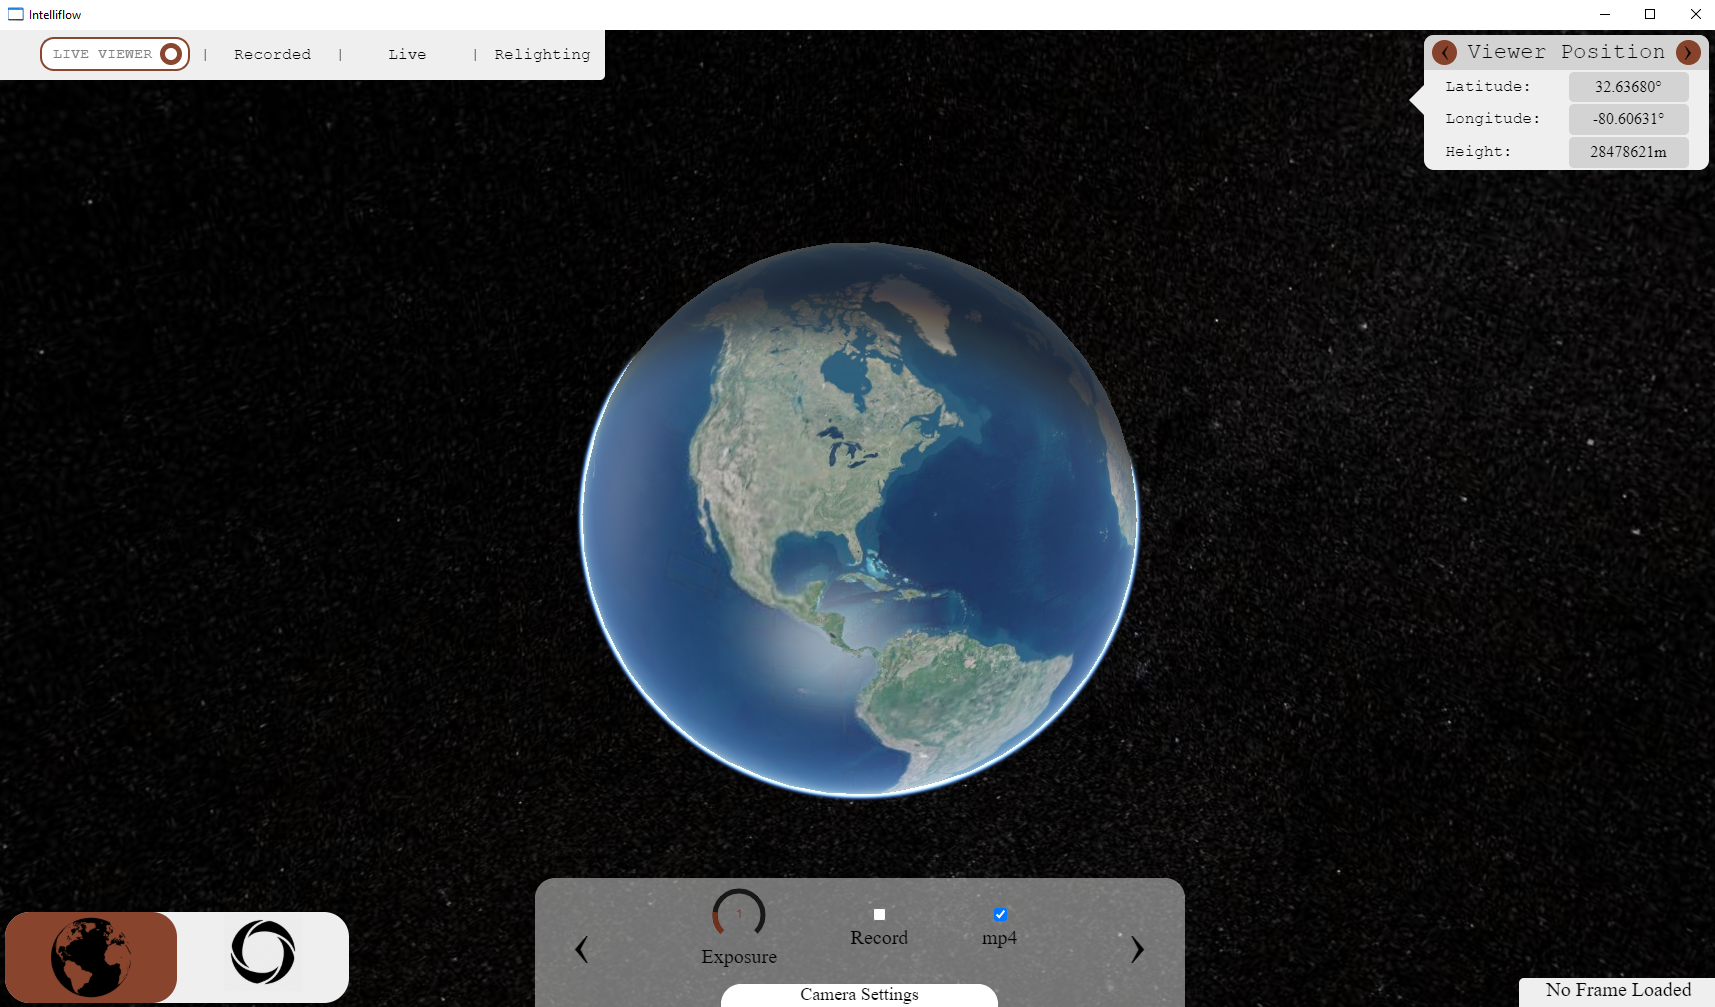 Intelliflow
LIVE VIEWER | Recorded | Live | Relighting
Viewer Position
Latitude: 32.63680°
Longitude: -80.60631°
Height: 28478621m
1
Exposure
Record
mp4
Camera Settings
No Frame Loaded